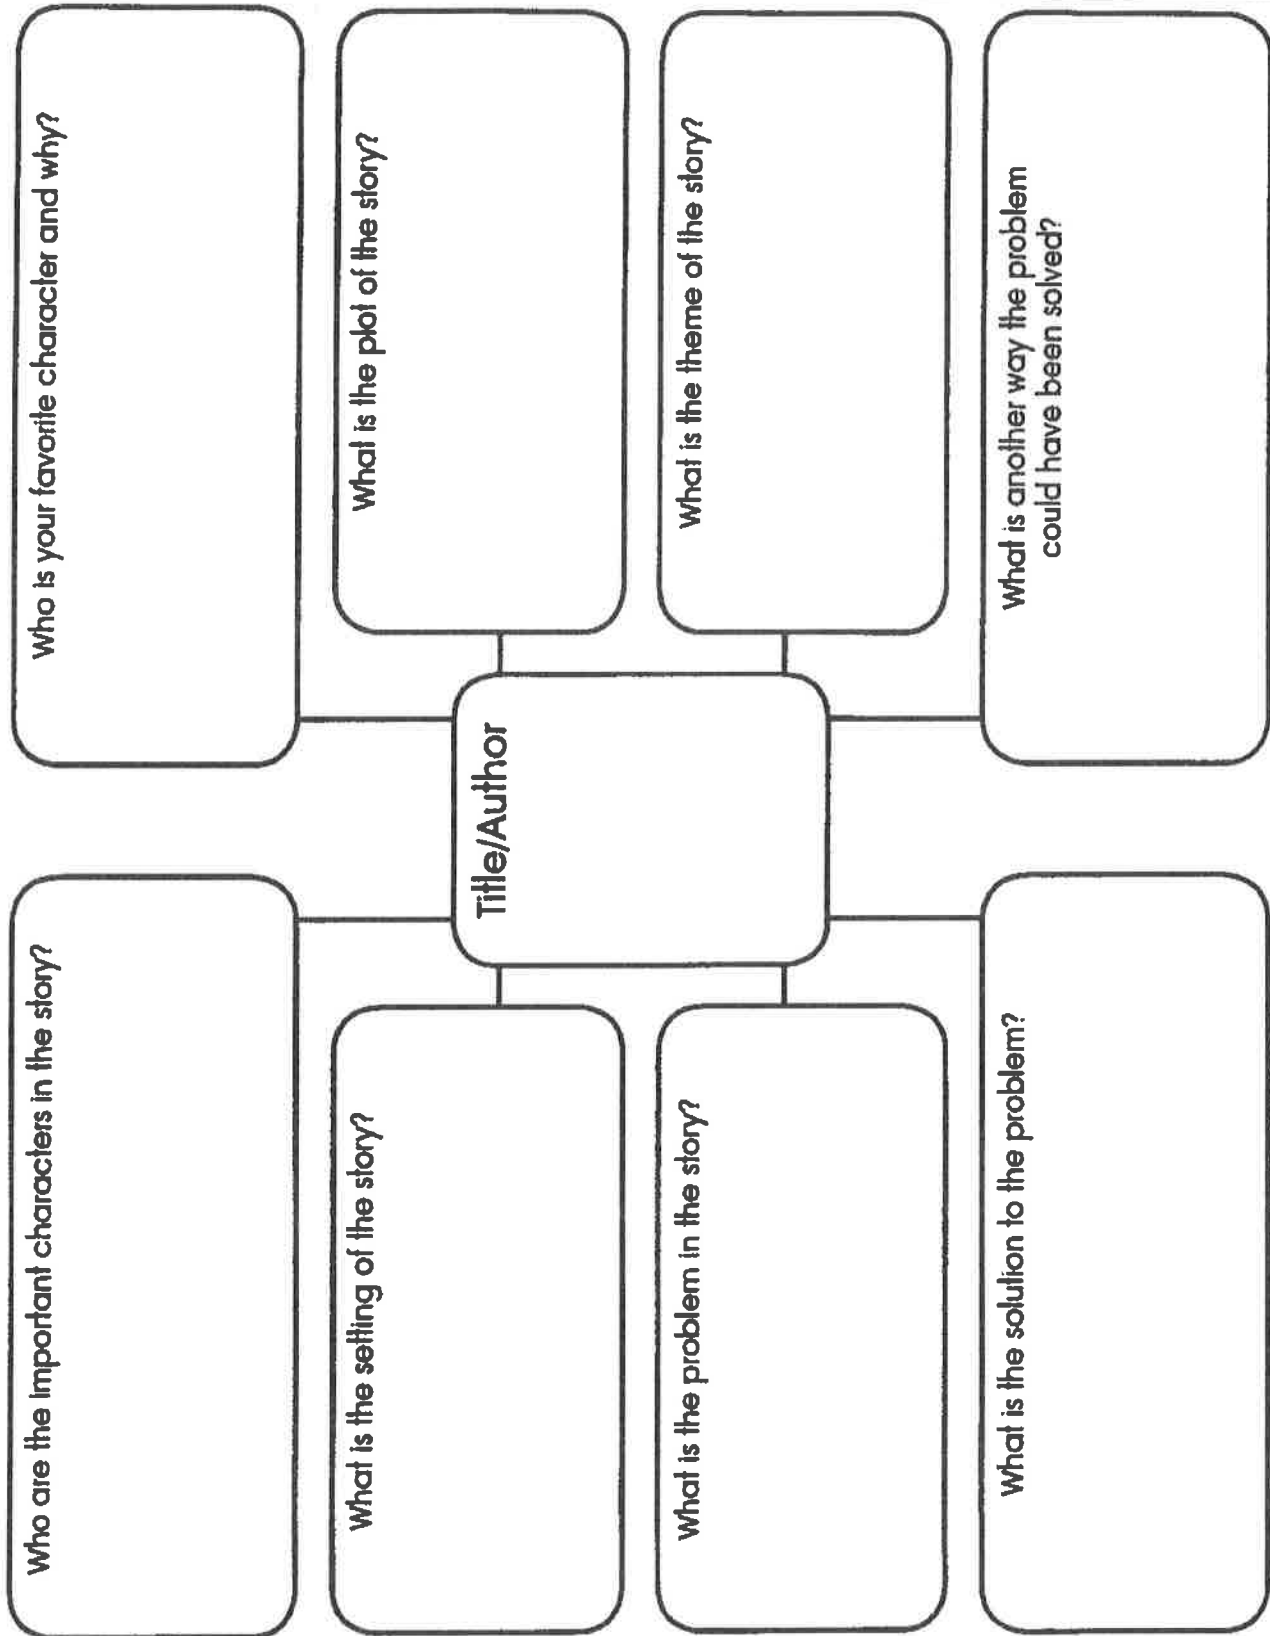 Who are the important characters in the story?
Who is your favorite character and why?
What is the setting of the story?
What is the plot of the story?
Title/Author
What is the problem in the story?
What is the theme of the story?
What is the solution to the problem?
What is another way the problem
could have been solved?